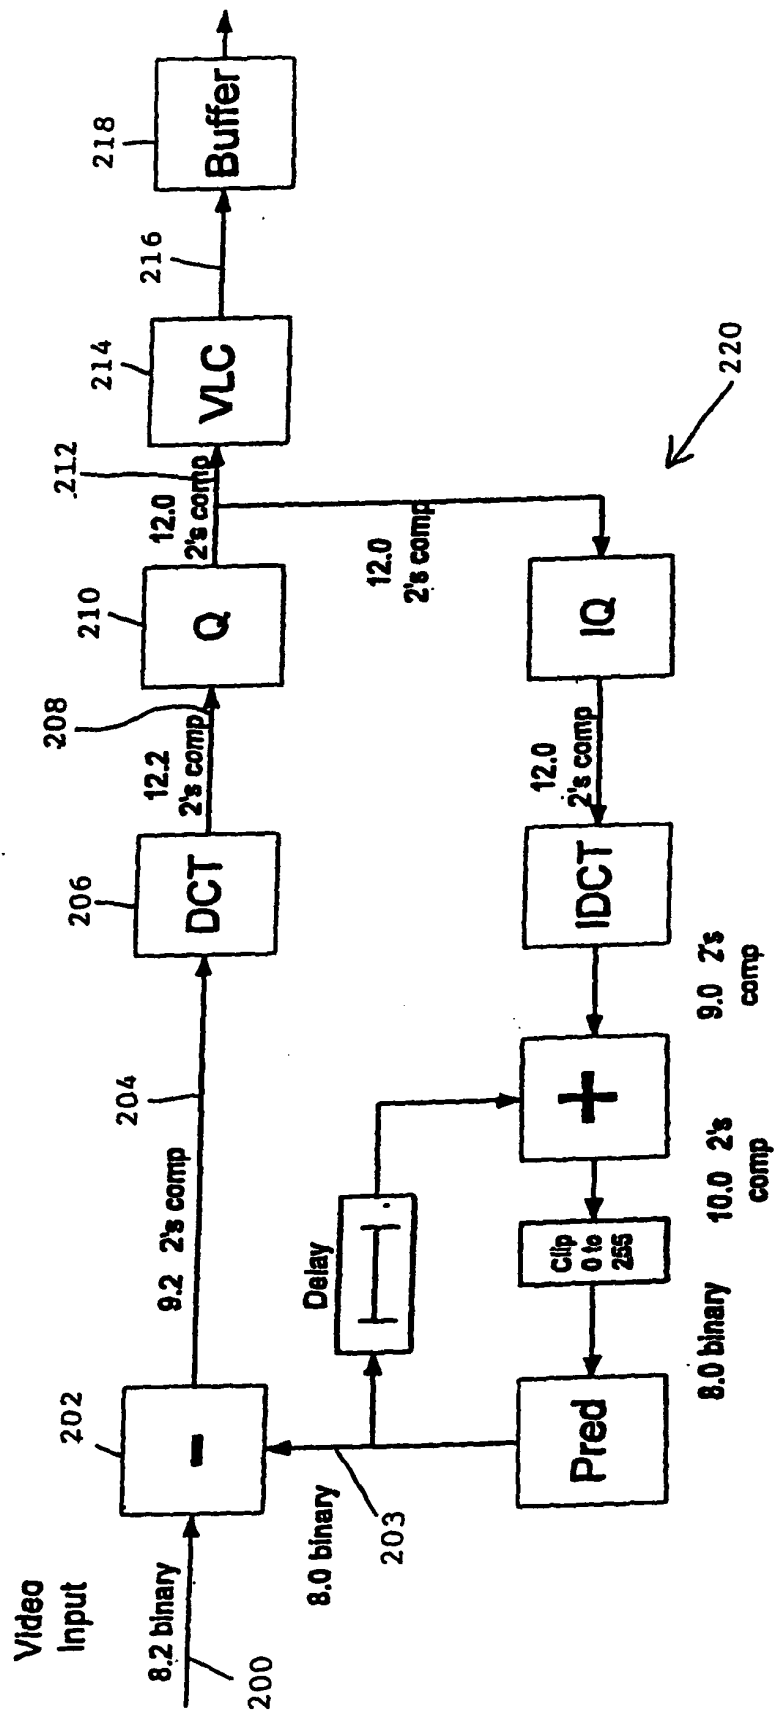 Video
Input
8.2 binary
200
202
-
9.2 2's comp
204
206
DCT
12.2
2's comp
208
210
Q
12.0
2's comp
212
214
VLC
216
218
Buffer
8.0 binary
203
Delay
12.0
2's comp
220
Pred
8.0 binary
Clip
0 to
255
10.0 2's
comp
+
9.0 2's
comp
IDCT
12.0
2's comp
IQ